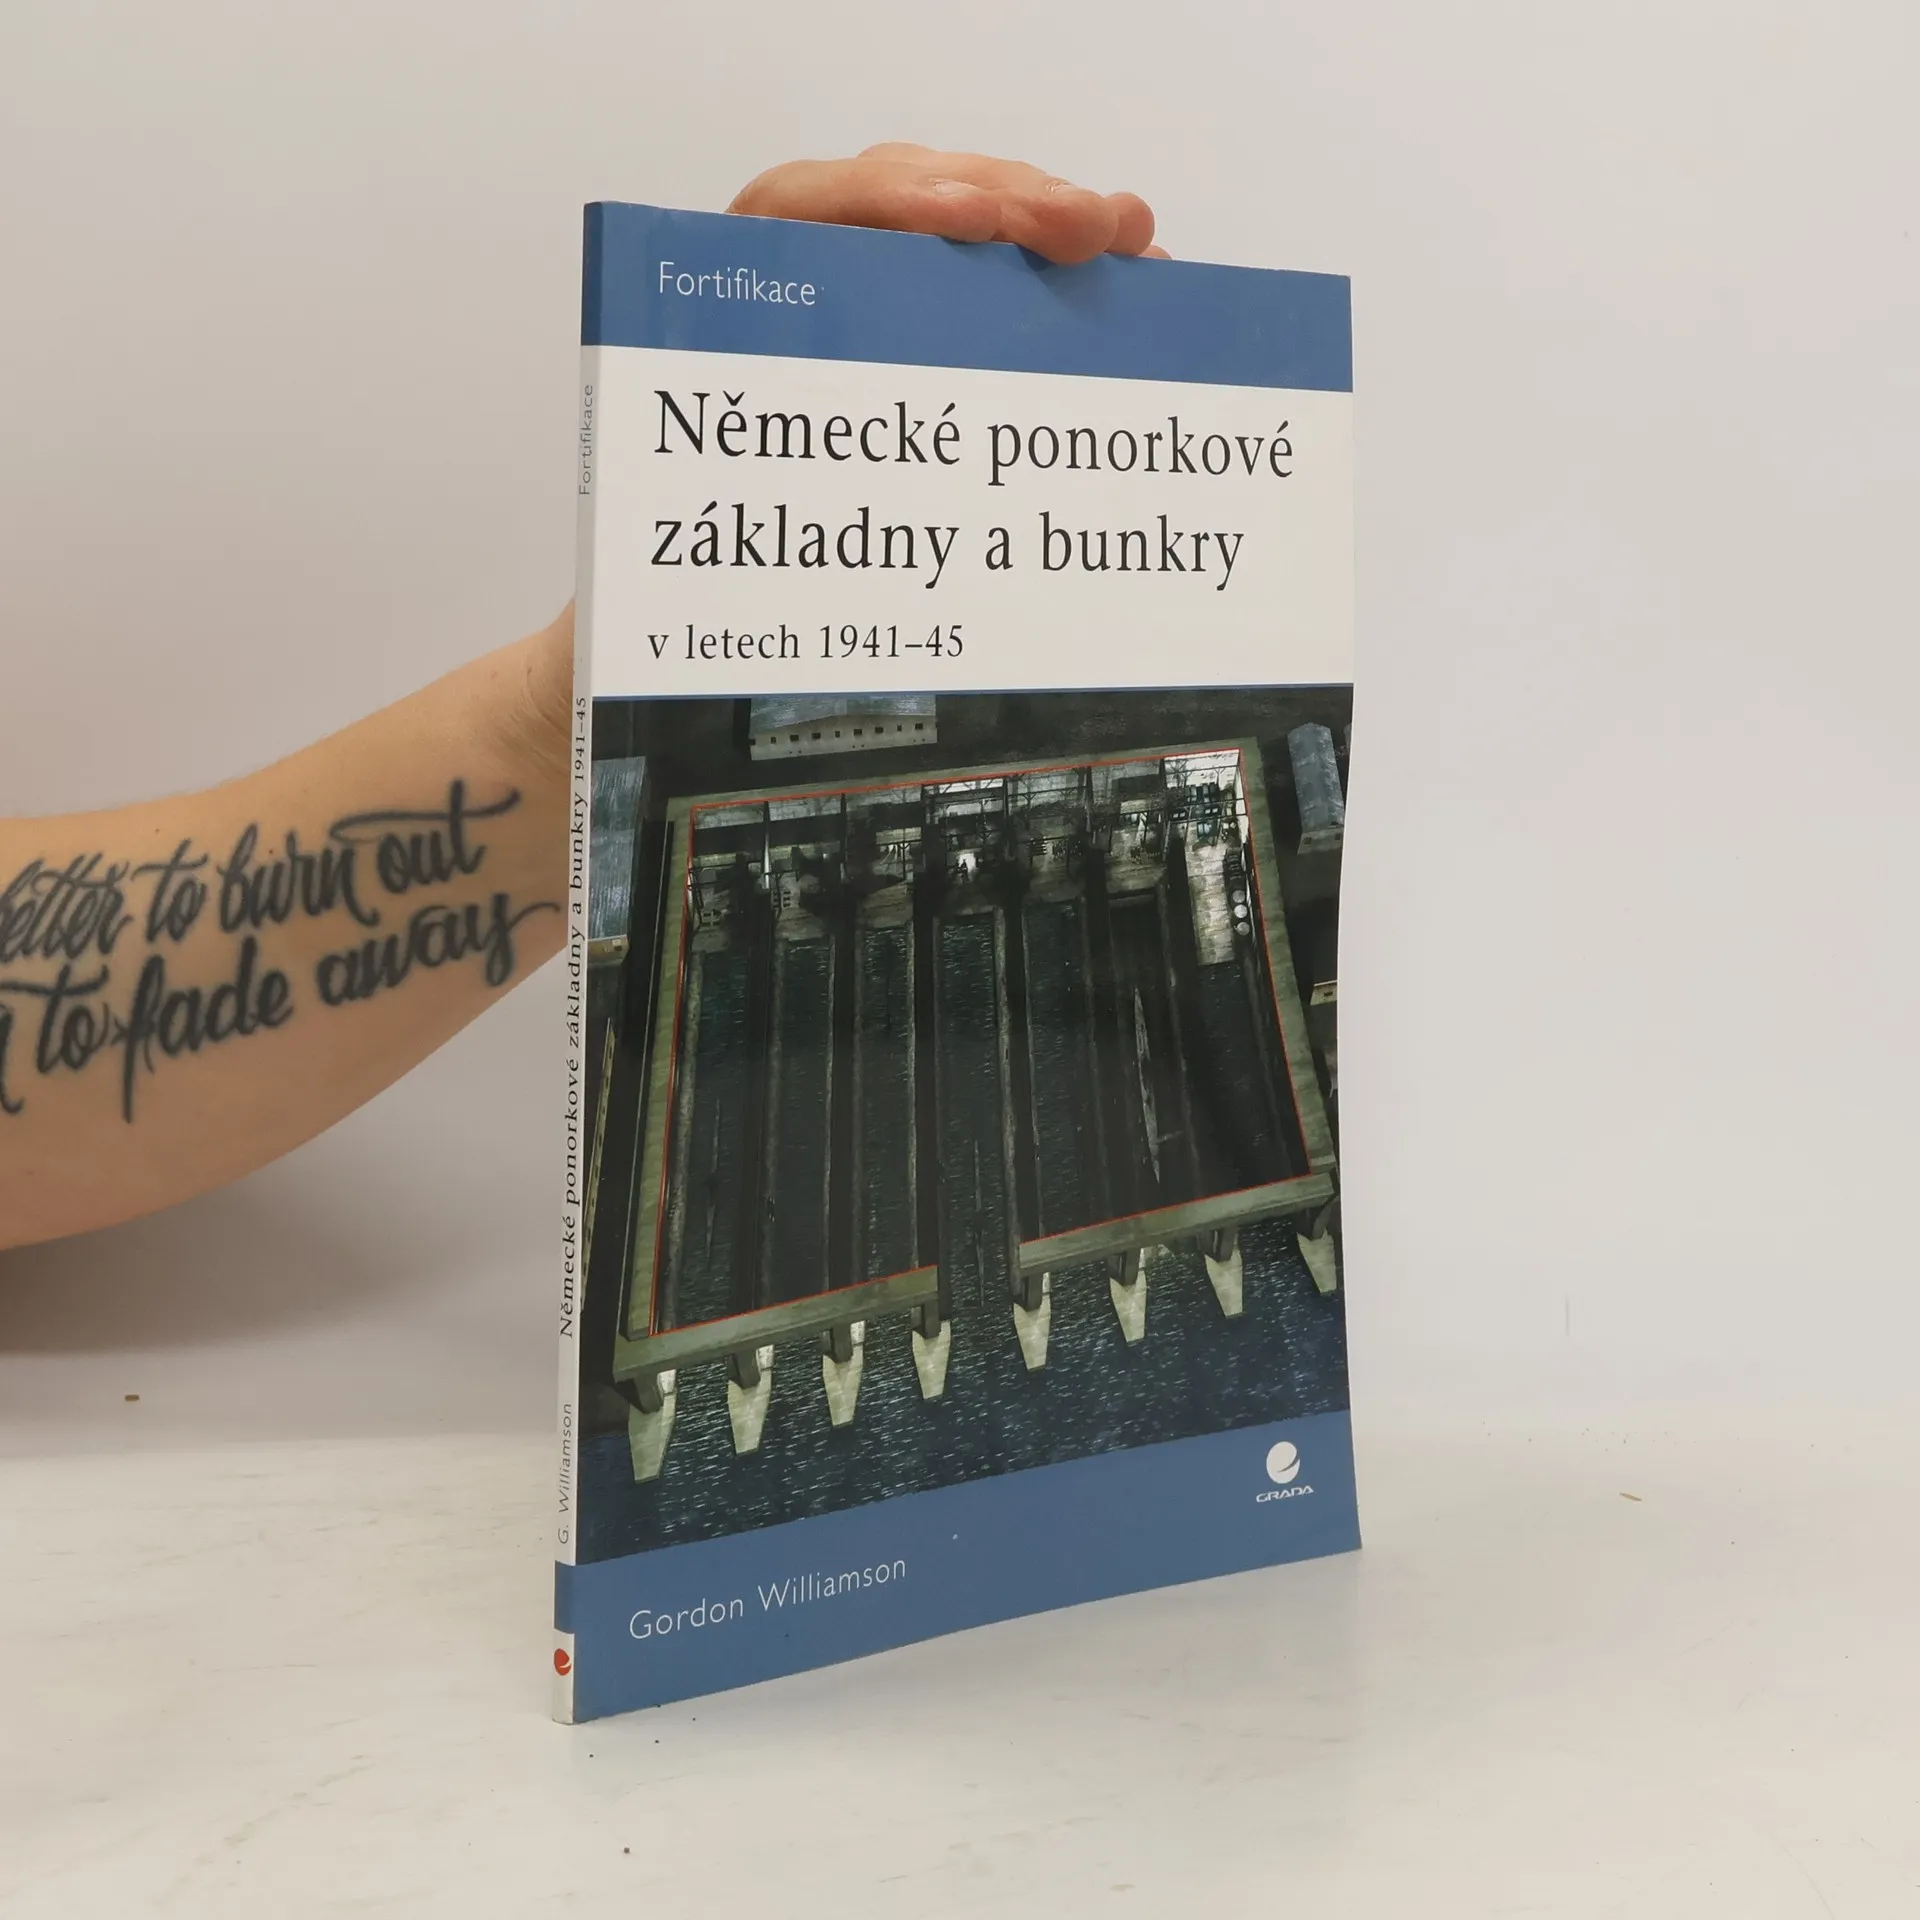 Fortifikace
Německé ponorkové
základny a bunkry
v letech 1941–45
GRADA
Gordon Williamson
Fortifikace
Německé ponorkové základny a bunkry 1941–45
G. Williamson
better to burn out
to fade away